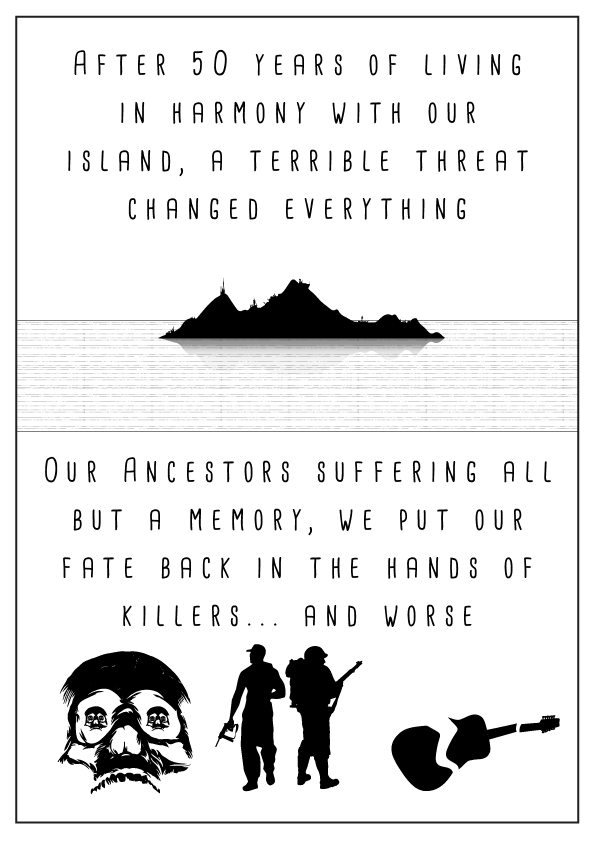 After 50 years of living
in harmony with our
island, a terrible threat
changed everything
Our Ancestors suffering all
but a memory, we put our
fate back in the hands of
killers... and worse